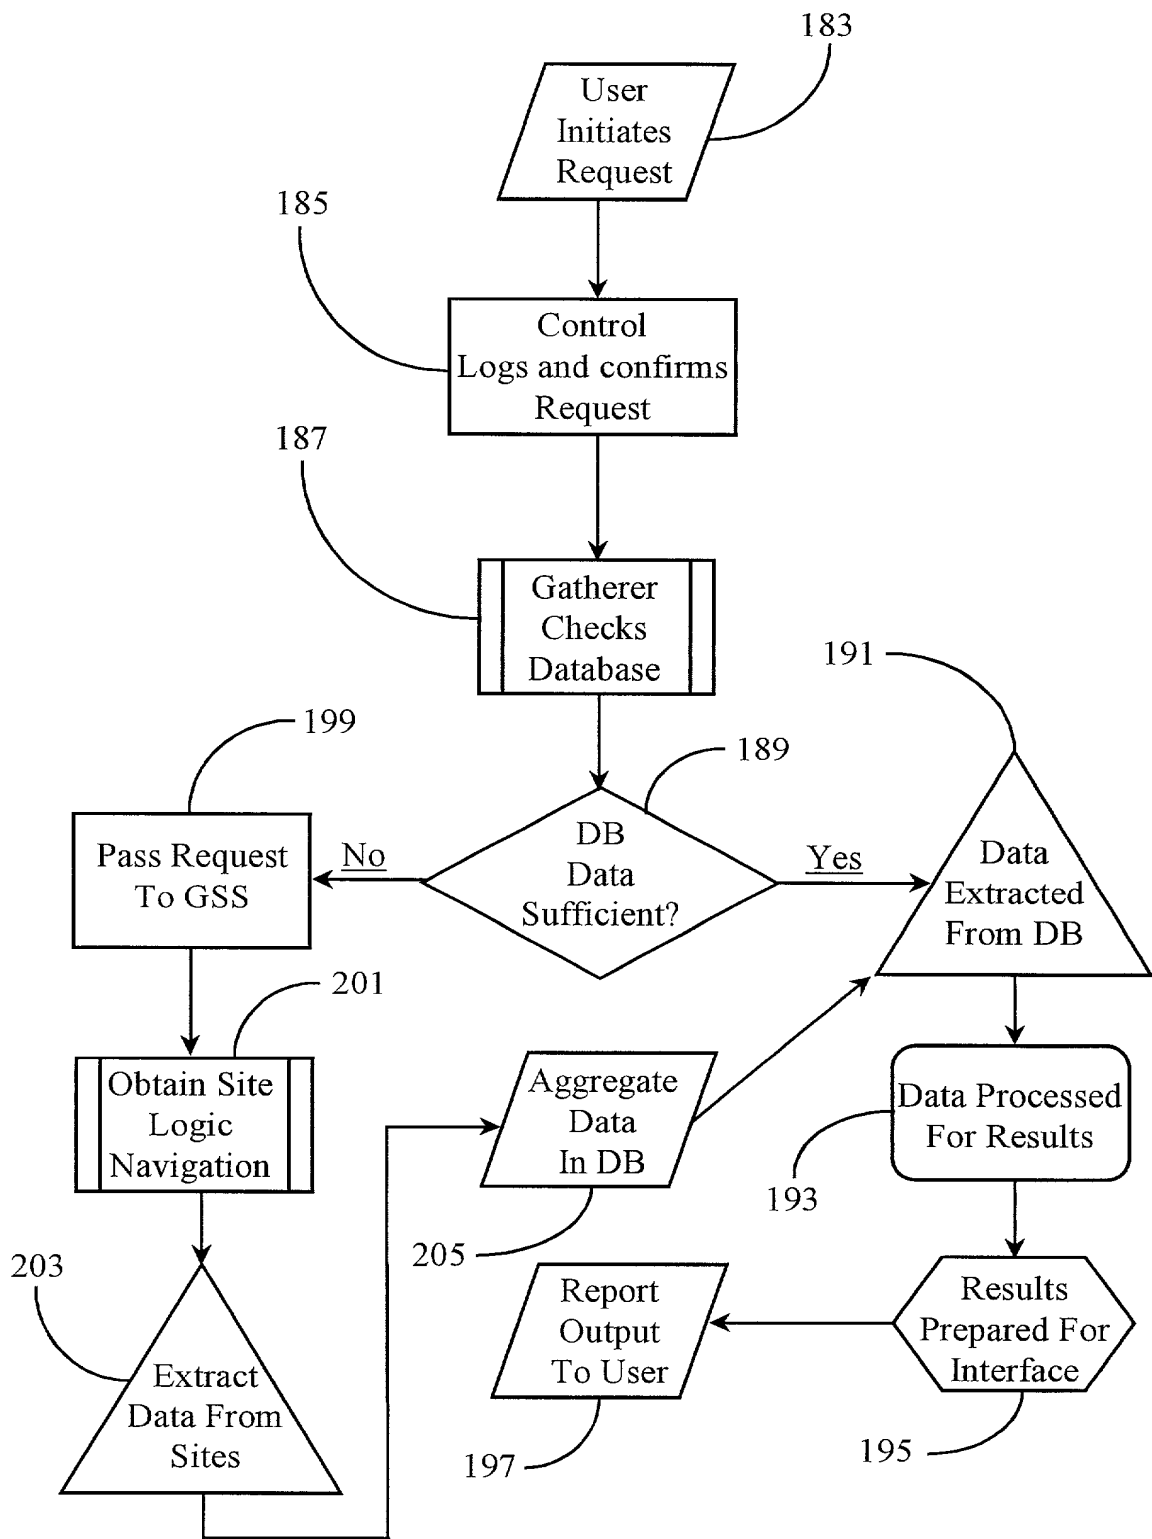 183
User
Initiates
Request
185
Control
Logs and confirms
Request
187
Gatherer
Checks
Database
191
199
189
Pass Request
To GSS
No
DB
Data
Sufficient?
Yes
Data
Extracted
From DB
201
Obtain Site
Logic
Navigation
Aggregate
Data
In DB
205
Data Processed
For Results
193
203
Extract
Data From
Sites
Report
Output
To User
197
Results
Prepared For
Interface
195